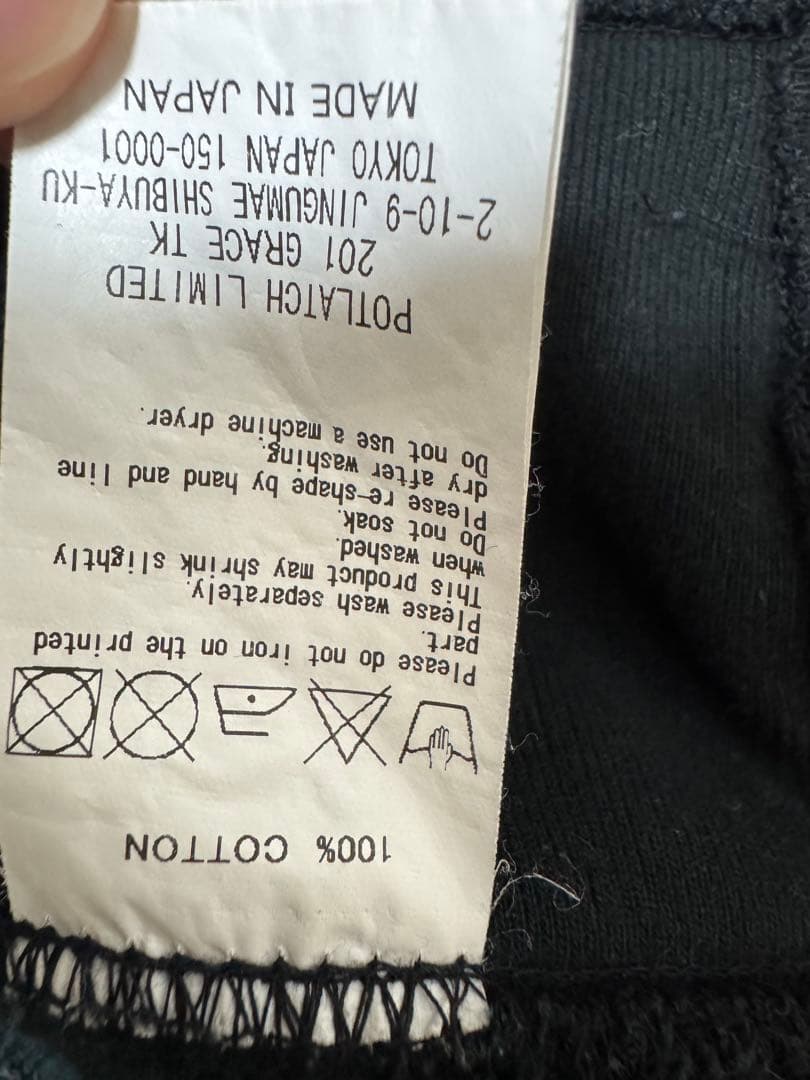 100% COTTON
Please do not iron on the printed
part.
Please wash separately.
This product may shrink slightly
when washed.
Do not soak.
Please re-shape by hand and line
dry after washing.
Do not use a machine dryer.
POTLATCH LIMITED
201 GRACE TK
2-10-9 JINGUMAE SHIBUYA-KU
TOKYO JAPAN 150-0001
MADE IN JAPAN